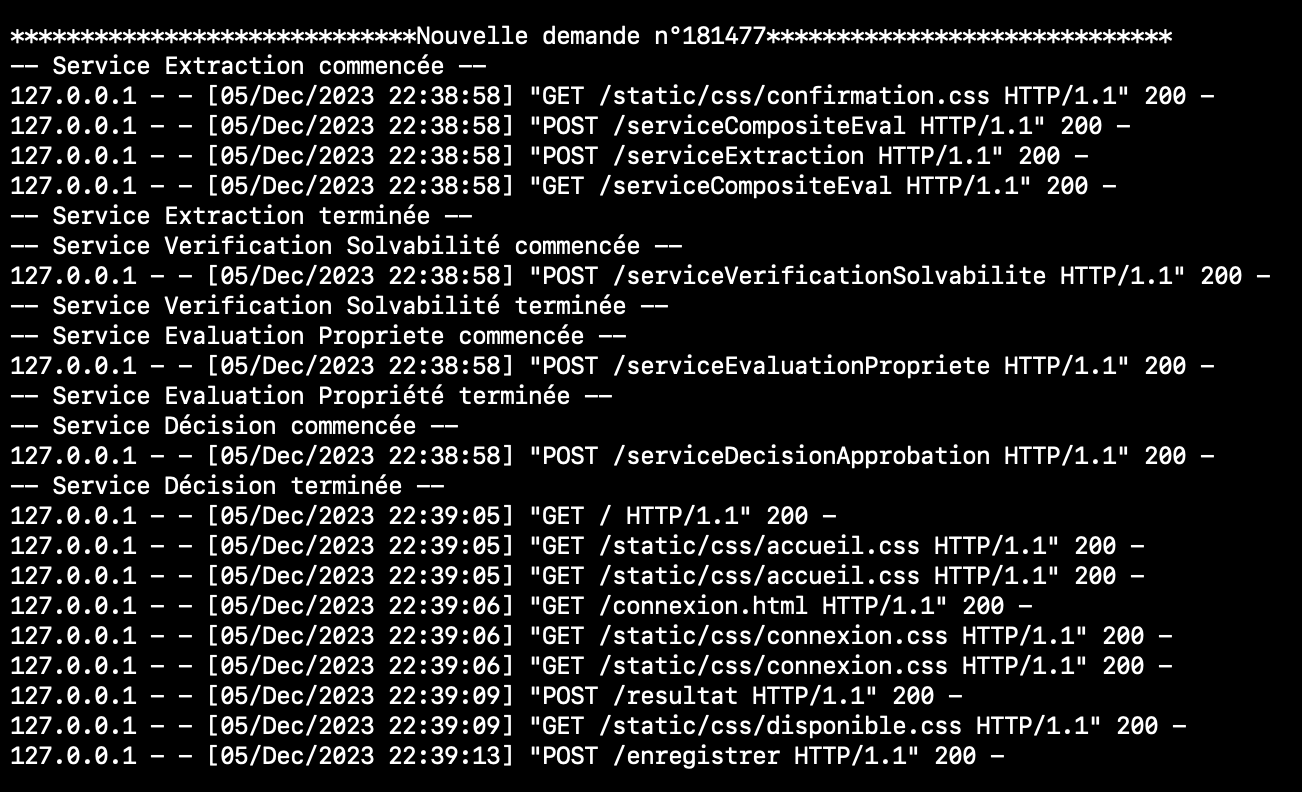 *****************************Nouvelle demande n°181477*****************************
-- Service Extraction commencée --
127.0.0.1 - - [05/Dec/2023 22:38:58] "GET /static/css/confirmation.css HTTP/1.1" 200 -
127.0.0.1 - - [05/Dec/2023 22:38:58] "POST /serviceCompositeEval HTTP/1.1" 200 -
127.0.0.1 - - [05/Dec/2023 22:38:58] "POST /serviceExtraction HTTP/1.1" 200 -
127.0.0.1 - - [05/Dec/2023 22:38:58] "GET /serviceCompositeEval HTTP/1.1" 200 -
-- Service Extraction terminée --
-- Service Verification Solvabilité commencée --
127.0.0.1 - - [05/Dec/2023 22:38:58] "POST /serviceVerificationSolvabilite HTTP/1.1" 200 -
-- Service Verification Solvabilité terminée --
-- Service Evaluation Propriete commencée --
127.0.0.1 - - [05/Dec/2023 22:38:58] "POST /serviceEvaluationPropriete HTTP/1.1" 200 -
-- Service Evaluation Propriété terminée --
-- Service Décision commencée --
127.0.0.1 - - [05/Dec/2023 22:38:58] "POST /serviceDecisionApprobation HTTP/1.1" 200 -
-- Service Décision terminée --
127.0.0.1 - - [05/Dec/2023 22:39:05] "GET / HTTP/1.1" 200 -
127.0.0.1 - - [05/Dec/2023 22:39:05] "GET /static/css/accueil.css HTTP/1.1" 200 -
127.0.0.1 - - [05/Dec/2023 22:39:05] "GET /static/css/accueil.css HTTP/1.1" 200 -
127.0.0.1 - - [05/Dec/2023 22:39:06] "GET /connexion.html HTTP/1.1" 200 -
127.0.0.1 - - [05/Dec/2023 22:39:06] "GET /static/css/connexion.css HTTP/1.1" 200 -
127.0.0.1 - - [05/Dec/2023 22:39:06] "GET /static/css/connexion.css HTTP/1.1" 200 -
127.0.0.1 - - [05/Dec/2023 22:39:09] "POST /resultat HTTP/1.1" 200 -
127.0.0.1 - - [05/Dec/2023 22:39:09] "GET /static/css/disponible.css HTTP/1.1" 200 -
127.0.0.1 - - [05/Dec/2023 22:39:13] "POST /enregistrer HTTP/1.1" 200 -